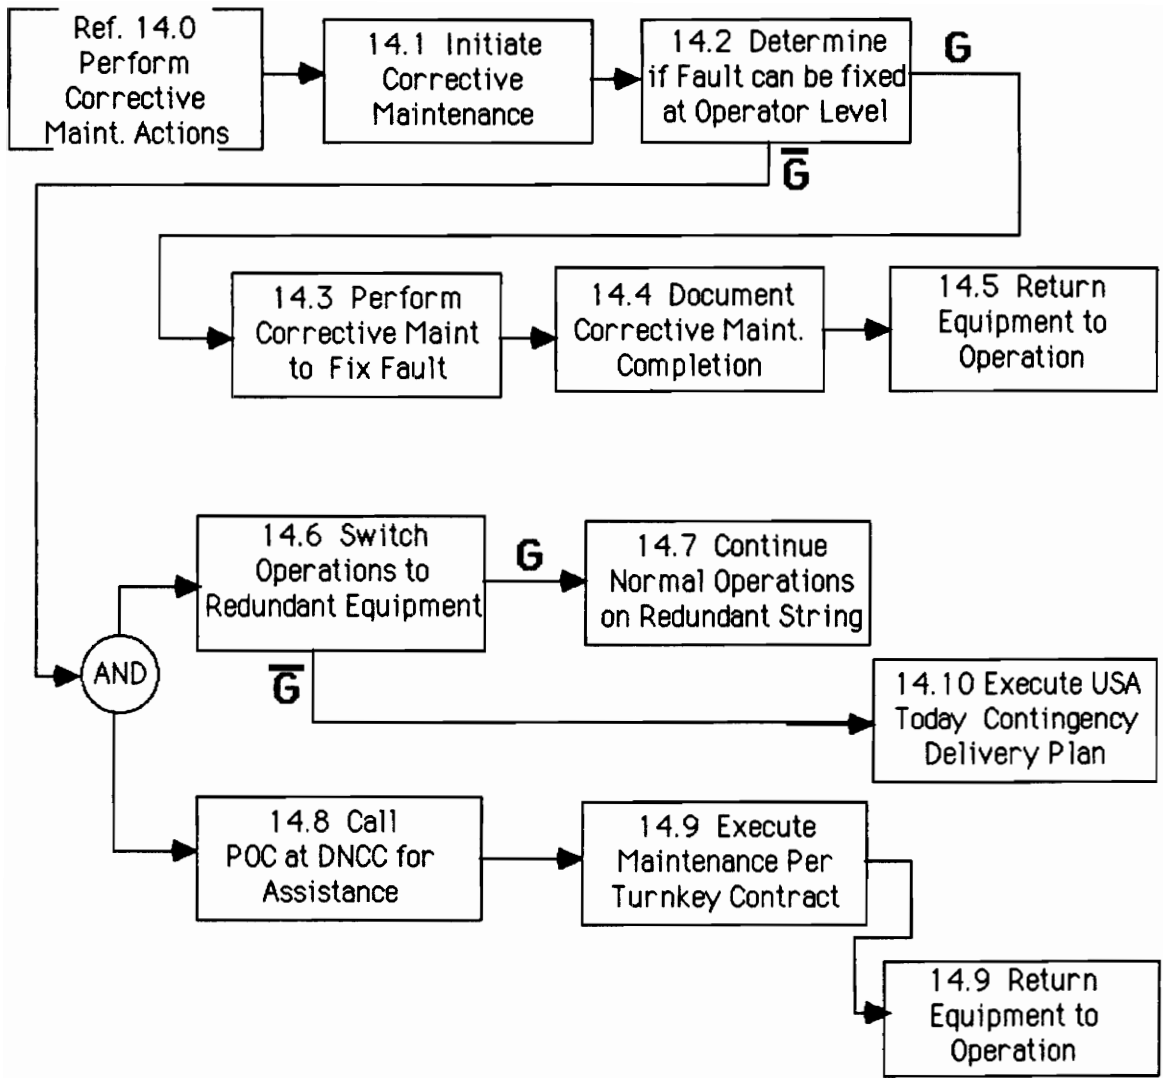 Ref. 14.0
Perform
Corrective
Maint. Actions
14.1 Initiate
Corrective
Maintenance
14.2 Determine
if Fault can be fixed
at Operator Level
G
G̅
14.3 Perform
Corrective Maint
to Fix Fault
14.4 Document
Corrective Maint.
Completion
14.5 Return
Equipment to
Operation
14.6 Switch
Operations to
Redundant Equipment
G
14.7 Continue
Normal Operations
on Redundant String
AND
G̅
14.10 Execute USA
Today Contingency
Delivery Plan
14.8 Call
POC at DNCC for
Assistance
14.9 Execute
Maintenance Per
Turnkey Contract
14.9 Return
Equipment to
Operation